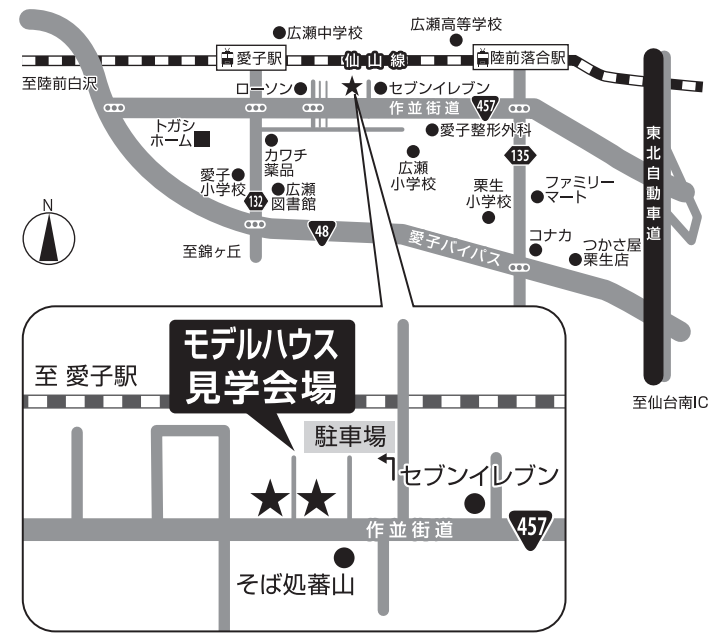 広瀬中学校
広瀬高等学校
愛子駅
仙山線
陸前落合駅
至陸前白沢
ローソン
セブンイレブン
作並街道
457
トガシ
ホーム
愛子整形外科
カワチ
薬品
広瀬
小学校
135
愛子
小学校
132
広瀬
図書館
栗生
小学校
ファミリー
マート
東北自動車道
N
48
至錦ヶ丘
愛子バイパス
コナカ
つかさ屋
栗生店
至仙台南IC
モデルハウス
見学会場
至 愛子駅
駐車場
セブンイレブン
作並街道
457
そば処蕃山